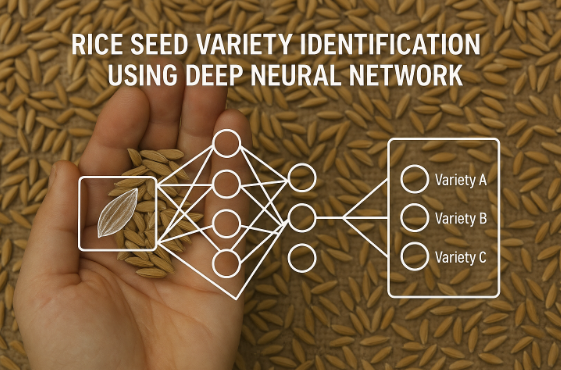 RICE SEED VARIETY IDENTIFICATION
USING DEEP NEURAL NETWORK
Variety A
Variety B
Variety C